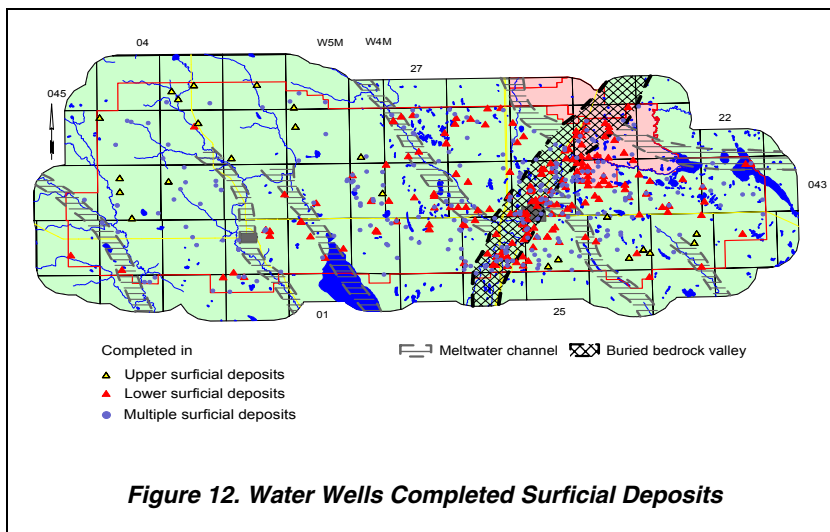 04
W5M W4M
27
045
22
043
01
25
Completed in
Meltwater channel
Buried bedrock valley
Upper surficial deposits
Lower surficial deposits
Multiple surficial deposits
Figure 12. Water Wells Completed Surficial Deposits